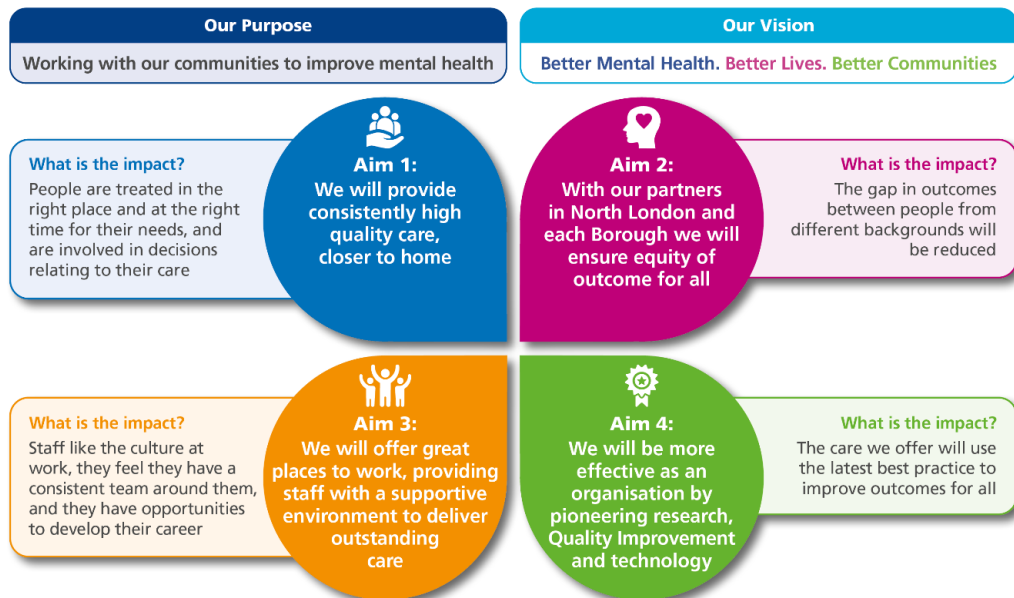 Our Purpose
Working with our communities to improve mental health
Our Vision
Better Mental Health. Better Lives. Better Communities
What is the impact?
People are treated in the
right place and at the right
time for their needs, and
are involved in decisions
relating to their care
Aim 1:
We will provide
consistently high
quality care,
closer to home
Aim 2:
With our partners
in North London and
each Borough we will
ensure equity of
outcome for all
What is the impact?
The gap in outcomes
between people from
different backgrounds will
be reduced
What is the impact?
Staff like the culture at
work, they feel they have a
consistent team around them,
and they have opportunities
to develop their career
Aim 3:
We will offer great
places to work, providing
staff with a supportive
environment to deliver
outstanding
care
Aim 4:
We will be more
effective as an
organisation by
pioneering research,
Quality Improvement
and technology
What is the impact?
The care we offer will use
the latest best practice to
improve outcomes for all